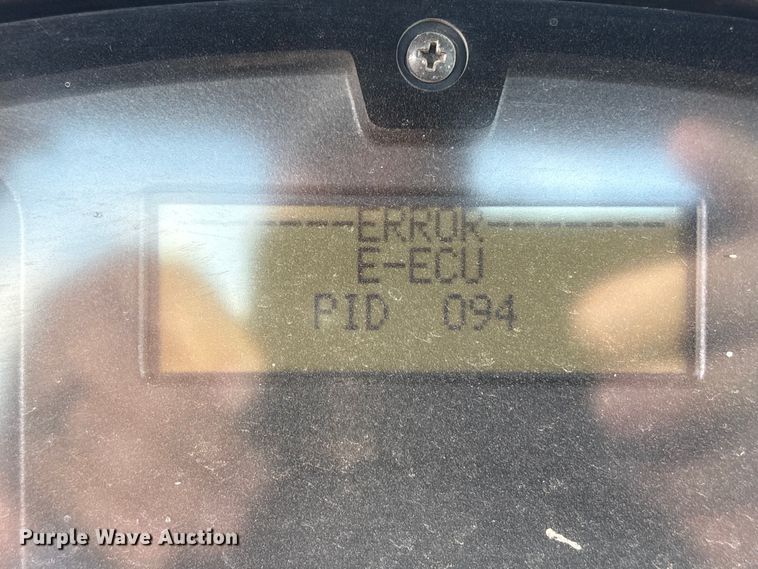 ------ERROR-------
E-ECU
PID 094
Purple Wave Auction